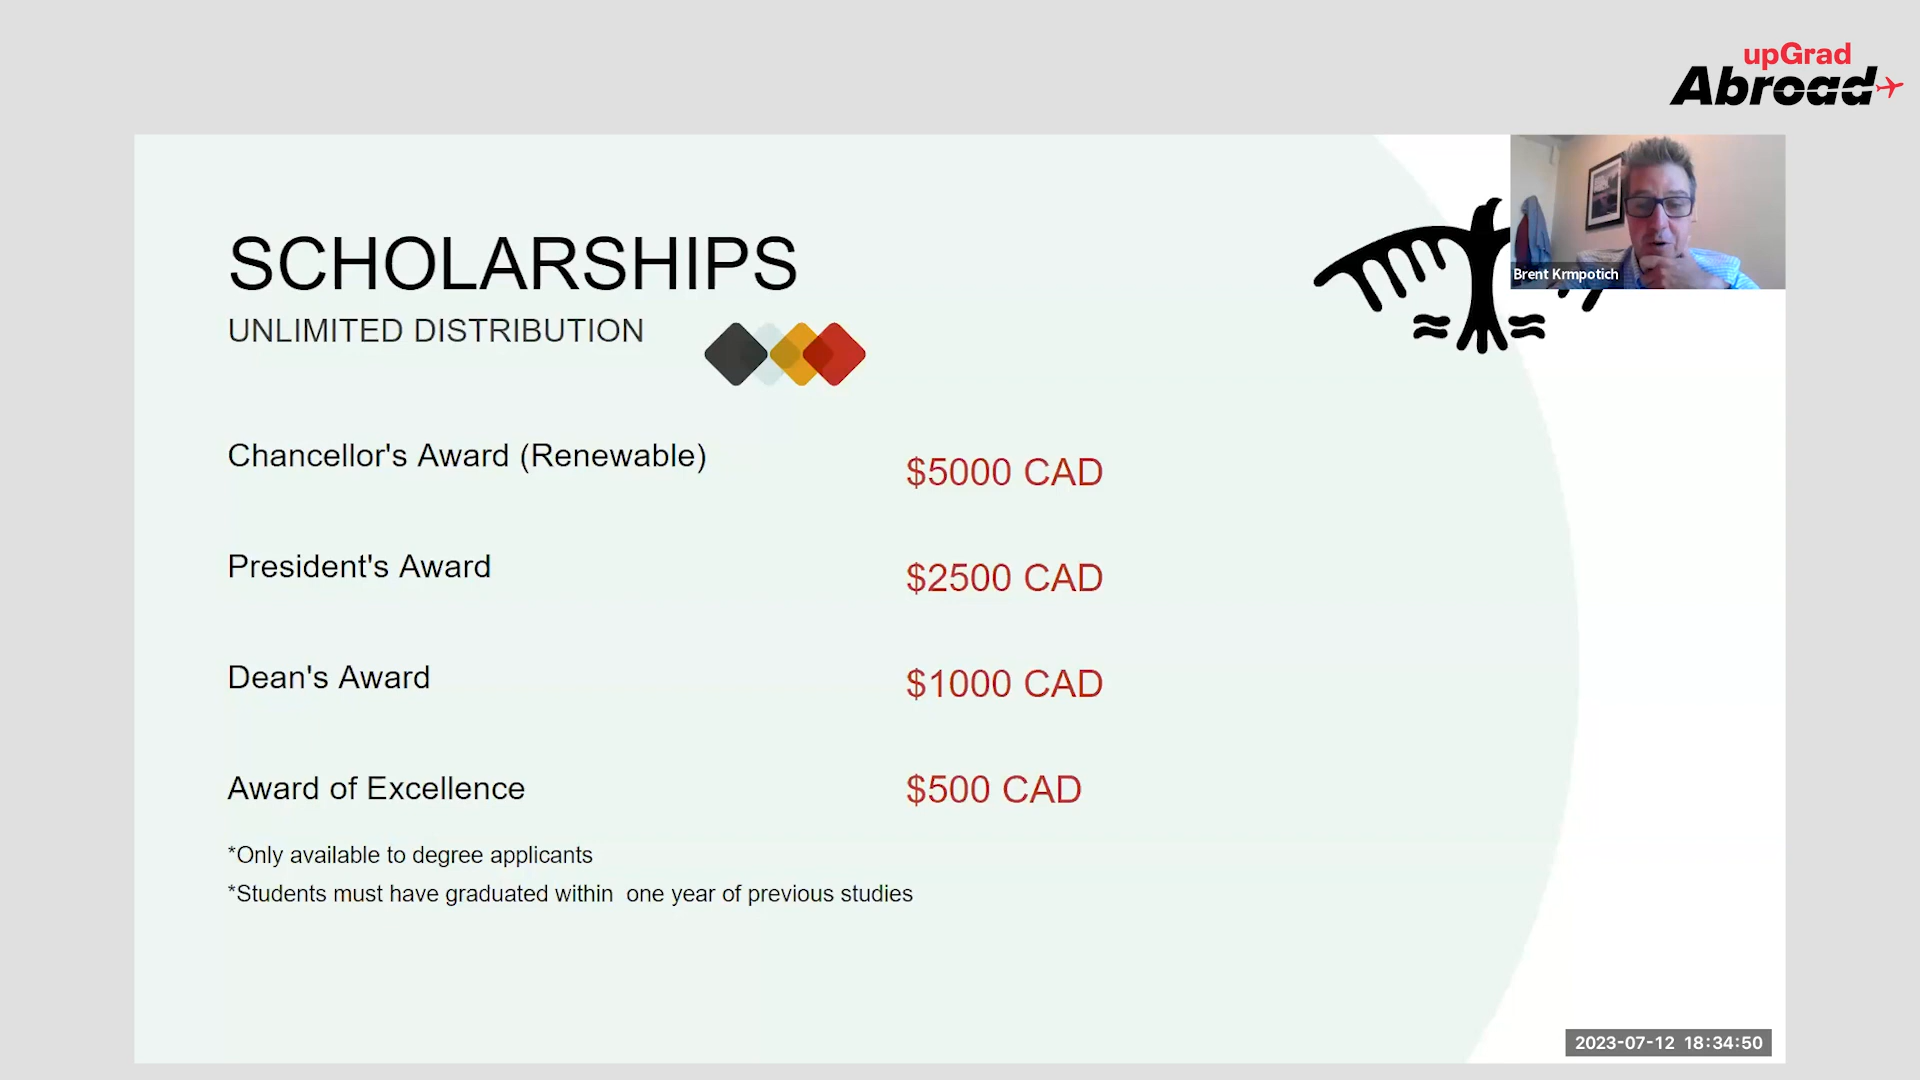 upGrad
Abroad
SCHOLARSHIPS
UNLIMITED DISTRIBUTION
Brent Krmpotich
Chancellor's Award (Renewable)
$5000 CAD
President's Award
$2500 CAD
Dean's Award
$1000 CAD
Award of Excellence
$500 CAD
*Only available to degree applicants
*Students must have graduated within  one year of previous studies
2023-07-12  18:34:50